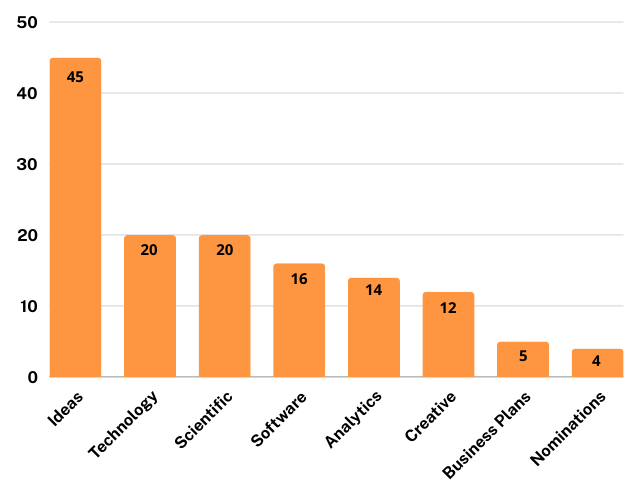 50
40
30
20
10
0
45
20
20
16
14
12
5
4
Ideas
Technology
Scientific
Software
Analytics
Creative
Business Plans
Nominations